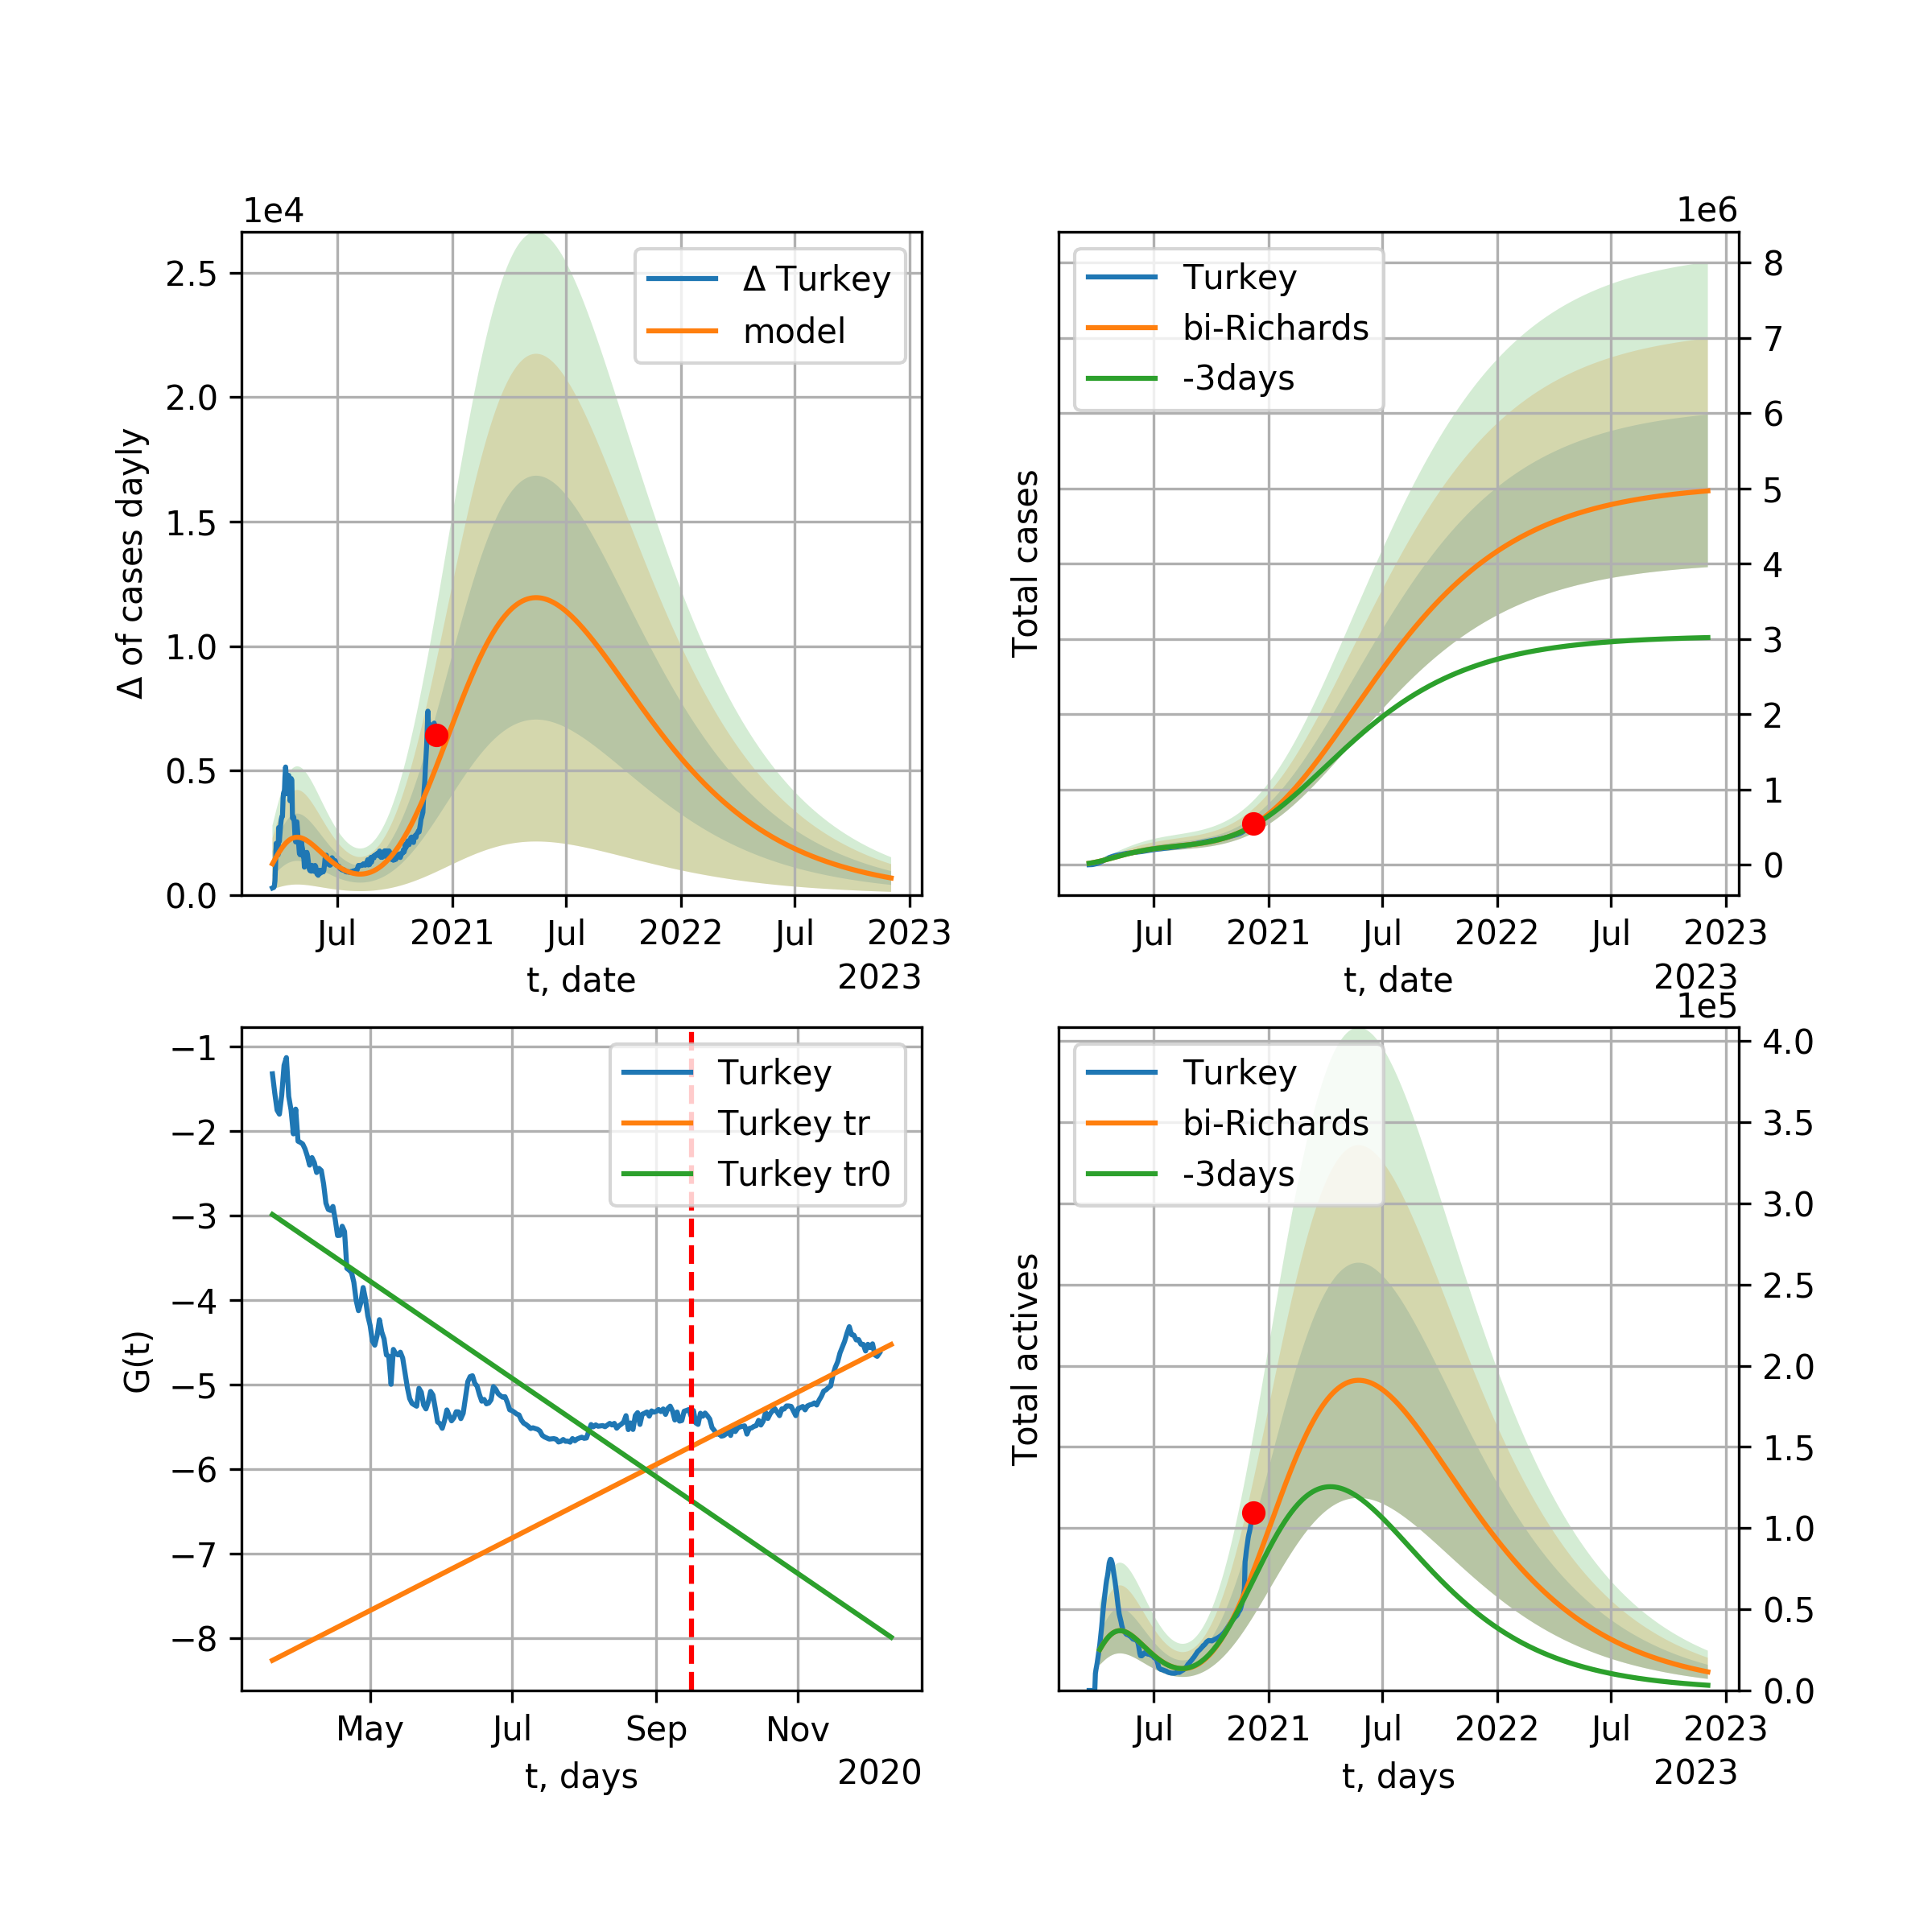 1e4
2.5
2.0
1.5
1.0
0.5
0.0
Δ of cases dayly
Δ Turkey
model
Jul 2021 Jul 2022 Jul 2023
t, date
2023
1e6
8
7
6
5
4
3
2
1
0
Total cases
Turkey
bi-Richards
-3days
Jul 2021 Jul 2022 Jul 2023
t, date
2023
−1
−2
−3
−4
−5
−6
−7
−8
G(t)
Turkey
Turkey tr
Turkey tr0
May Jul Sep Nov
t, days
2020
1e5
4.0
3.5
3.0
2.5
2.0
1.5
1.0
0.5
0.0
Total actives
Turkey
bi-Richards
-3days
Jul 2021 Jul 2022 Jul 2023
t, days
2023